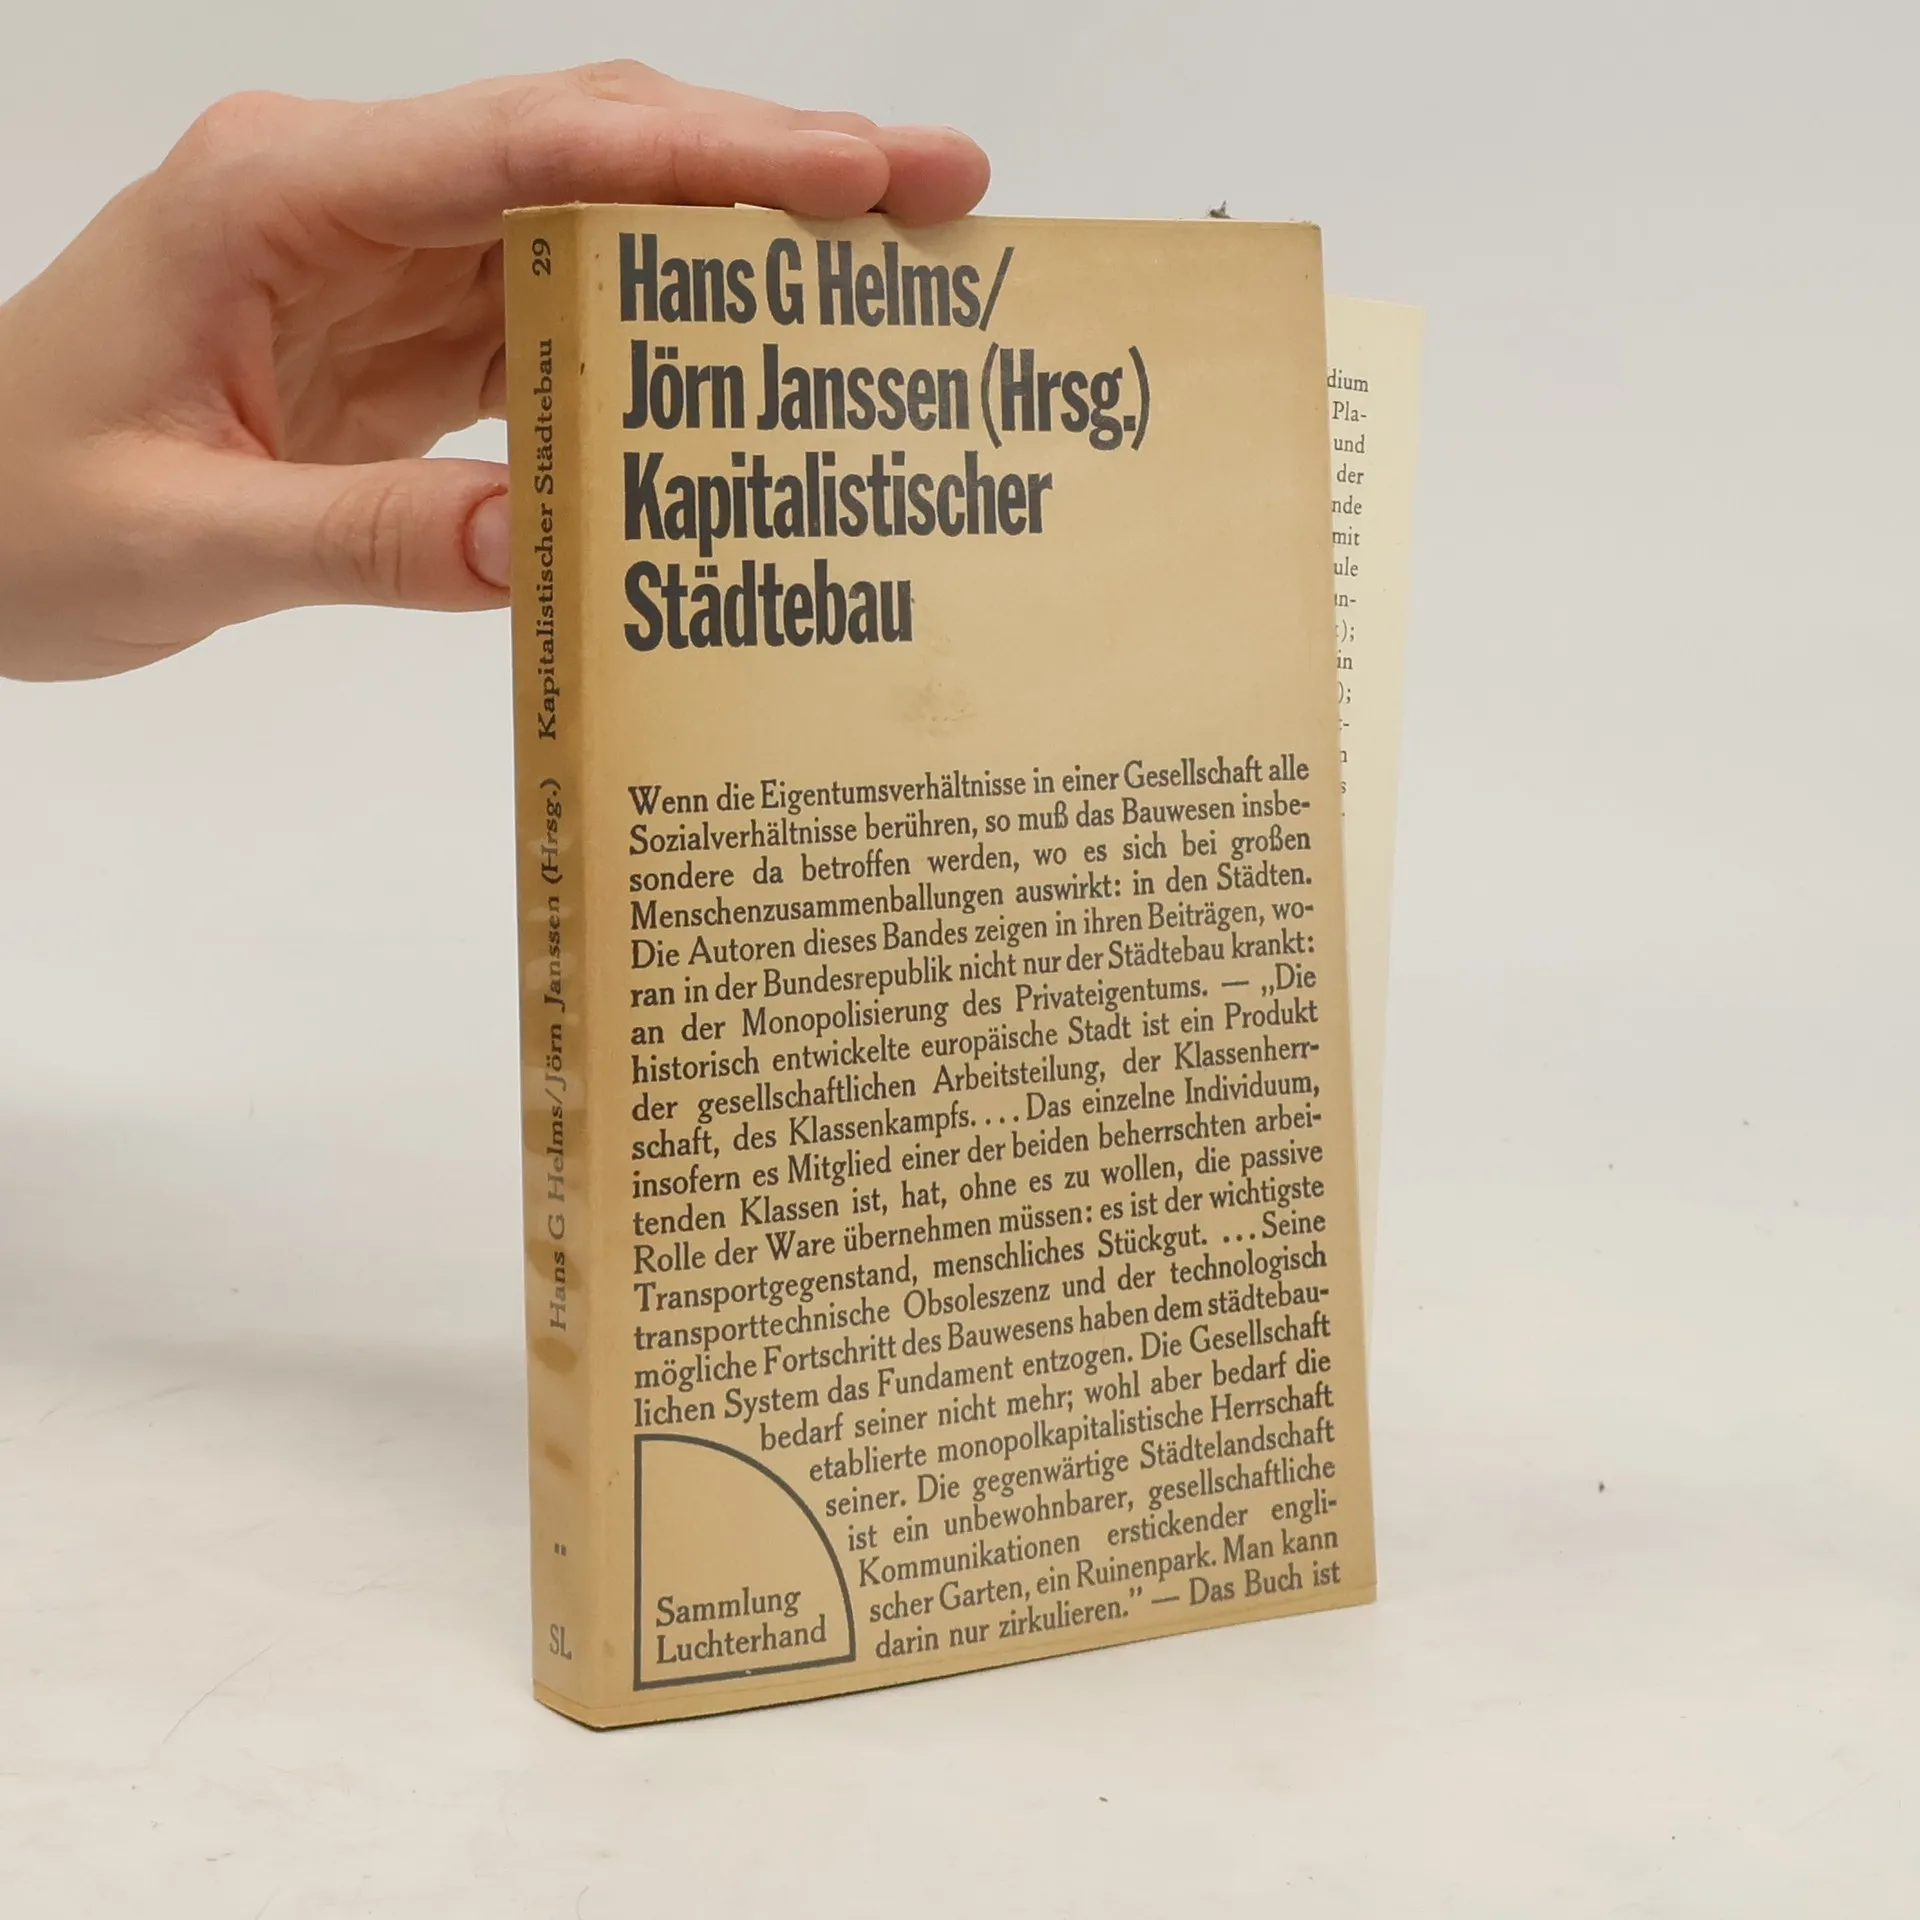 29
Kapitalistischer Städtebau
Hans G Helms/Jörn Janssen (Hrsg.)
SL
Hans G Helms/
Jörn Janssen (Hrsg.)
Kapitalistischer
Städtebau
Wenn die Eigentumsverhältnisse in einer Gesellschaft alle
Sozialverhältnisse berühren, so muß das Bauwesen insbe-
sondere da betroffen werden, wo es sich bei großen
Menschenzusammenballungen auswirkt: in den Städten.
Die Autoren dieses Bandes zeigen in ihren Beiträgen, wo-
ran in der Bundesrepublik nicht nur der Städtebau krankt:
an der Monopolisierung des Privateigentums. — „Die
historisch entwickelte europäische Stadt ist ein Produkt
der gesellschaftlichen Arbeitsteilung, der Klassenherr-
schaft, des Klassenkampfs. ... Das einzelne Individuum,
insofern es Mitglied einer der beiden beherrschten arbei-
tenden Klassen ist, hat, ohne es zu wollen, die passive
Rolle der Ware übernehmen müssen: es ist der wichtigste
Transportgegenstand, menschliches Stückgut. ... Seine
transporttechnische Obsoleszenz und der technologisch
mögliche Fortschritt des Bauwesens haben dem städtebau-
lichen System das Fundament entzogen. Die Gesellschaft
bedarf seiner nicht mehr; wohl aber bedarf die
etablierte monopolkapitalistische Herrschaft
seiner. Die gegenwärtige Städtelandschaft
ist ein unbewohnbarer, gesellschaftliche
Kommunikationen erstickender engli-
scher Garten, ein Ruinenpark. Man kann
darin nur zirkulieren.” — Das Buch ist
Sammlung
Luchterhand
dium
Pla-
und
der
nde
mit
ule
in